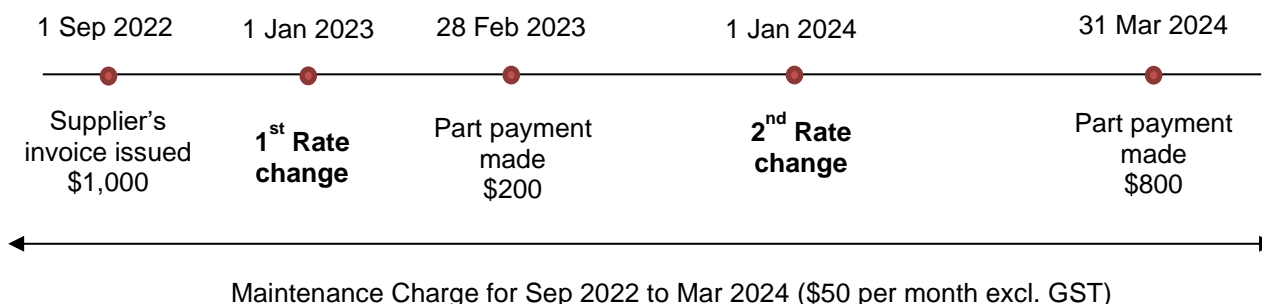 1 Sep 2022
1 Jan 2023
28 Feb 2023
1 Jan 2024
31 Mar 2024
Supplier’s
invoice issued
$1,000
1st Rate
change
Part payment
made
$200
2nd Rate
change
Part payment
made
$800
Maintenance Charge for Sep 2022 to Mar 2024 ($50 per month excl. GST)